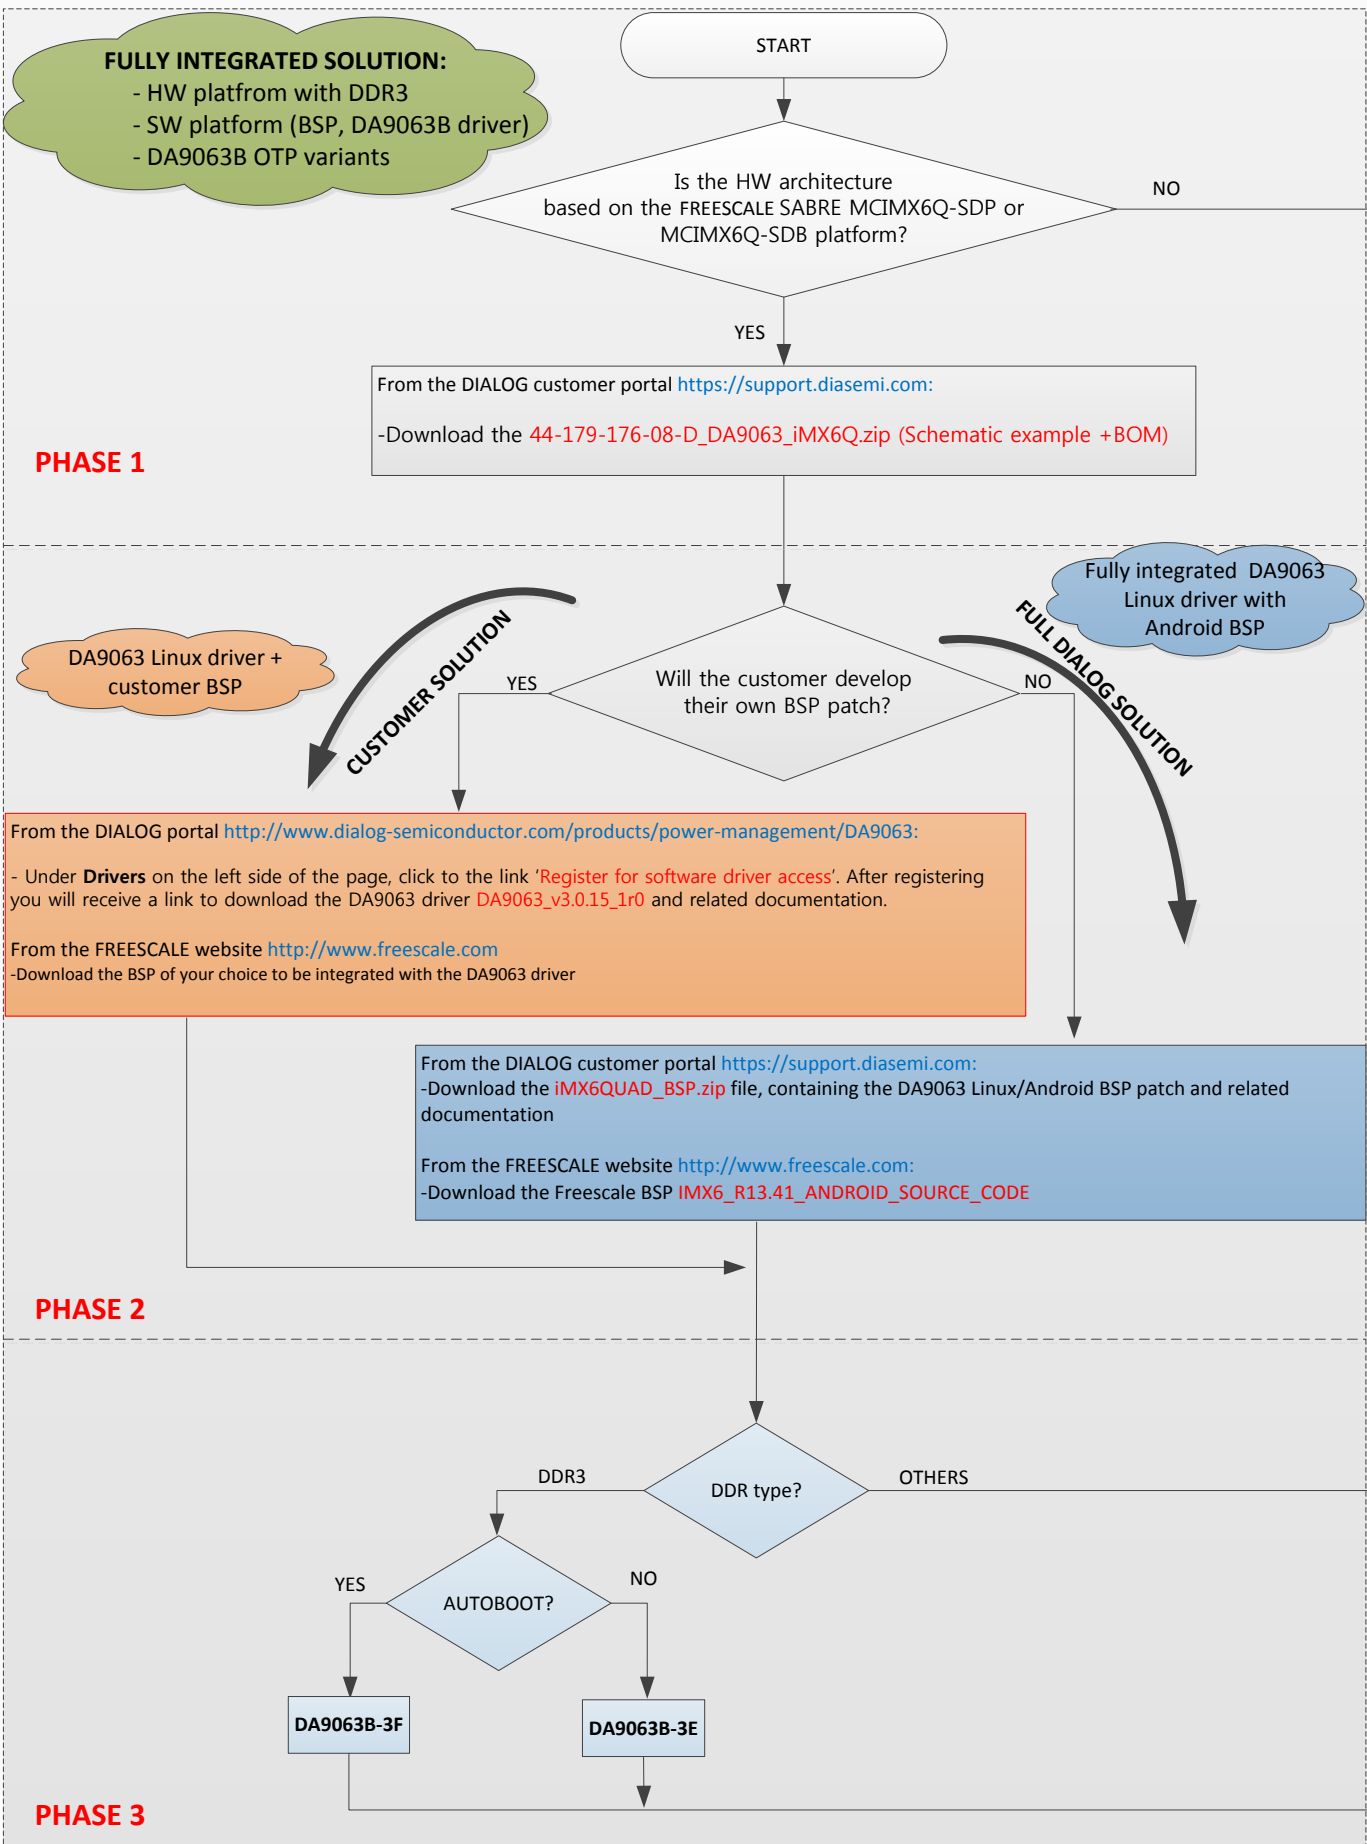 FULLY INTEGRATED SOLUTION:
- HW platfrom with DDR3
- SW platform (BSP, DA9063B driver)
- DA9063B OTP variants
START
Is the HW architecture
based on the FREESCALE SABRE MCIMX6Q-SDP or
MCIMX6Q-SDB platform?
NO
YES
From the DIALOG customer portal https://support.diasemi.com:
-Download the 44-179-176-08-D_DA9063_iMX6Q.zip (Schematic example +BOM)
PHASE 1
Fully integrated DA9063
Linux driver with
Android BSP
DA9063 Linux driver +
customer BSP
CUSTOMER SOLUTION
YES
Will the customer develop
their own BSP patch?
NO
FULL DIALOG SOLUTION
From the DIALOG portal http://www.dialog-semiconductor.com/products/power-management/DA9063:
- Under Drivers on the left side of the page, click to the link ‘Register for software driver access’. After registering
you will receive a link to download the DA9063 driver DA9063_v3.0.15_1r0 and related documentation.
From the FREESCALE website http://www.freescale.com
-Download the BSP of your choice to be integrated with the DA9063 driver
From the DIALOG customer portal https://support.diasemi.com:
-Download the iMX6QUAD_BSP.zip file, containing the DA9063 Linux/Android BSP patch and related
documentation
From the FREESCALE website http://www.freescale.com:
-Download the Freescale BSP IMX6_R13.41_ANDROID_SOURCE_CODE
PHASE 2
DDR3
DDR type?
OTHERS
YES
AUTOBOOT?
NO
DA9063B-3F
DA9063B-3E
PHASE 3